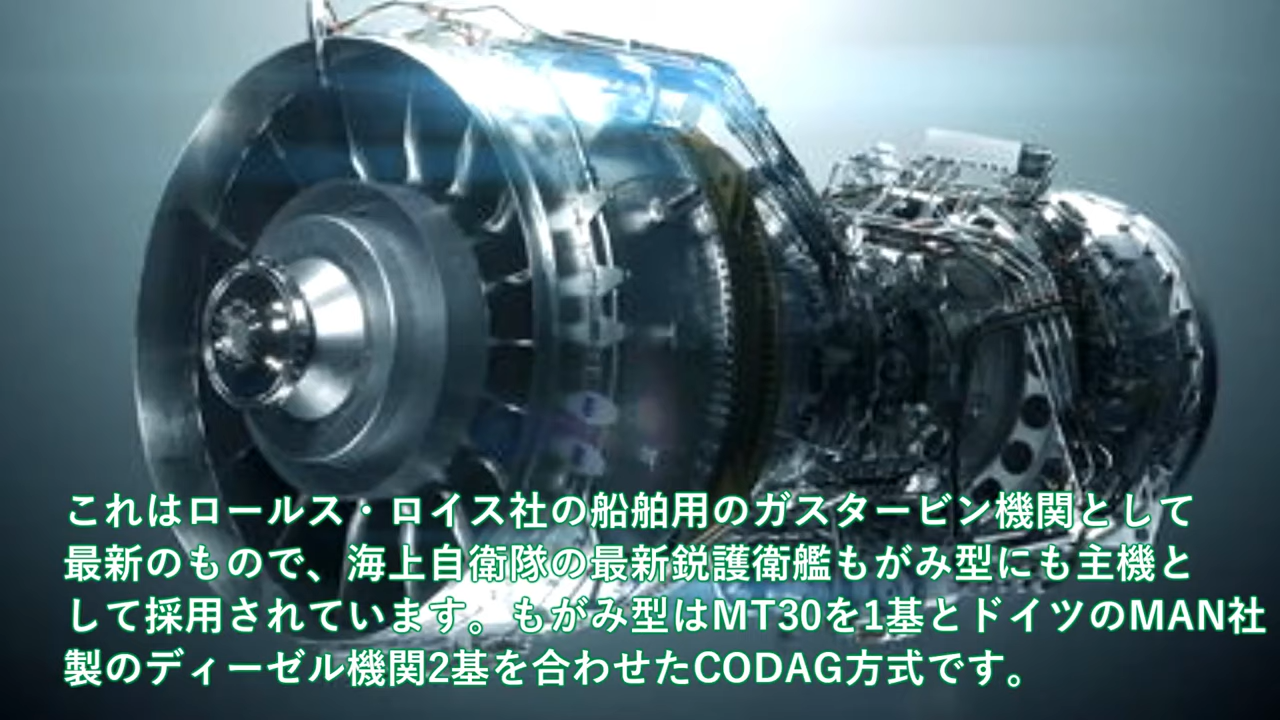 これはロールス・ロイス社の船舶用のガスタービン機関として
最新のもので、海上自衛隊の最新鋭護衛艦もがみ型にも主機と
して採用されています。もがみ型はMT30を1基とドイツのMAN社
製のディーゼル機関2基を合わせたCODAG方式です。